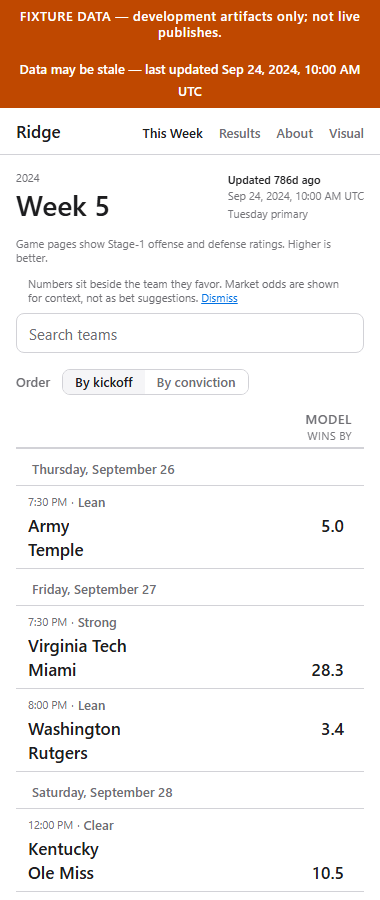 FIXTURE DATA — development artifacts only; not live
publishes.
Data may be stale — last updated Sep 24, 2024, 10:00 AM
UTC
Ridge
This Week Results About Visual
2024
Week 5
Updated 786d ago
Sep 24, 2024, 10:00 AM UTC
Tuesday primary
Game pages show Stage-1 offense and defense ratings. Higher is
better.
Numbers sit beside the team they favor. Market odds are shown
for context, not as bet suggestions. Dismiss
Search teams
Order By kickoff By conviction
MODEL
WINS BY
Thursday, September 26
7:30 PM · Lean
Army 5.0
Temple
Friday, September 27
7:30 PM · Strong
Virginia Tech
Miami 28.3
8:00 PM · Lean
Washington 3.4
Rutgers
Saturday, September 28
12:00 PM · Clear
Kentucky
Ole Miss 10.5